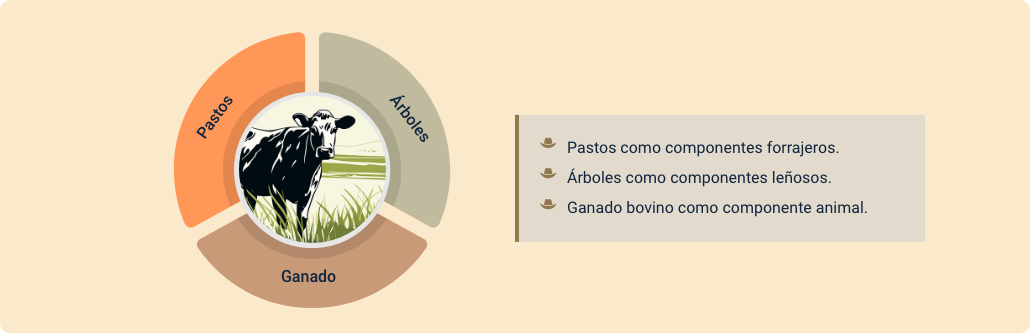 Pastos
Árboles
Ganado
Pastos como componentes forrajeros.
Árboles como componentes leñosos.
Ganado bovino como componente animal.